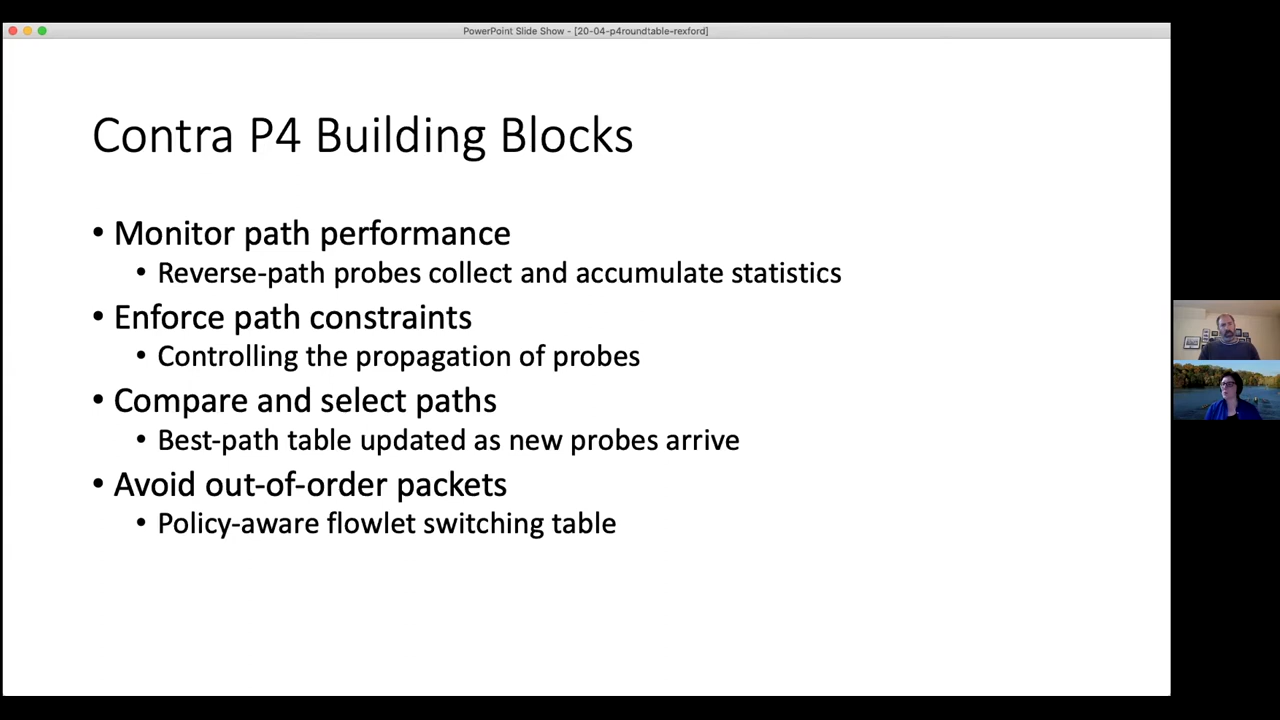 PowerPoint Slide Show - [20-04-p4roundtable-rexford]
Contra P4 Building Blocks
• Monitor path performance
• Reverse-path probes collect and accumulate statistics
• Enforce path constraints
• Controlling the propagation of probes
• Compare and select paths
• Best-path table updated as new probes arrive
• Avoid out-of-order packets
• Policy-aware flowlet switching table